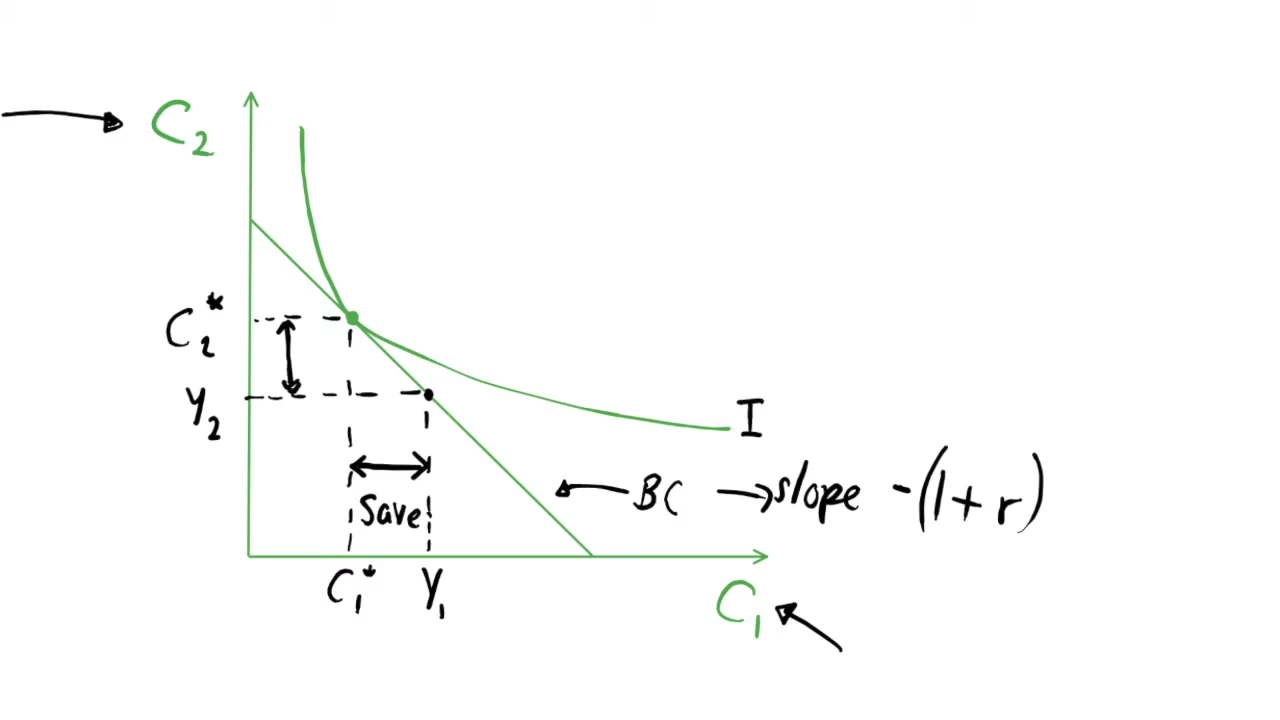 C₂
C₂*
Y₂
I
BC → slope -(1+r)
Save
C₁* Y₁
C₁